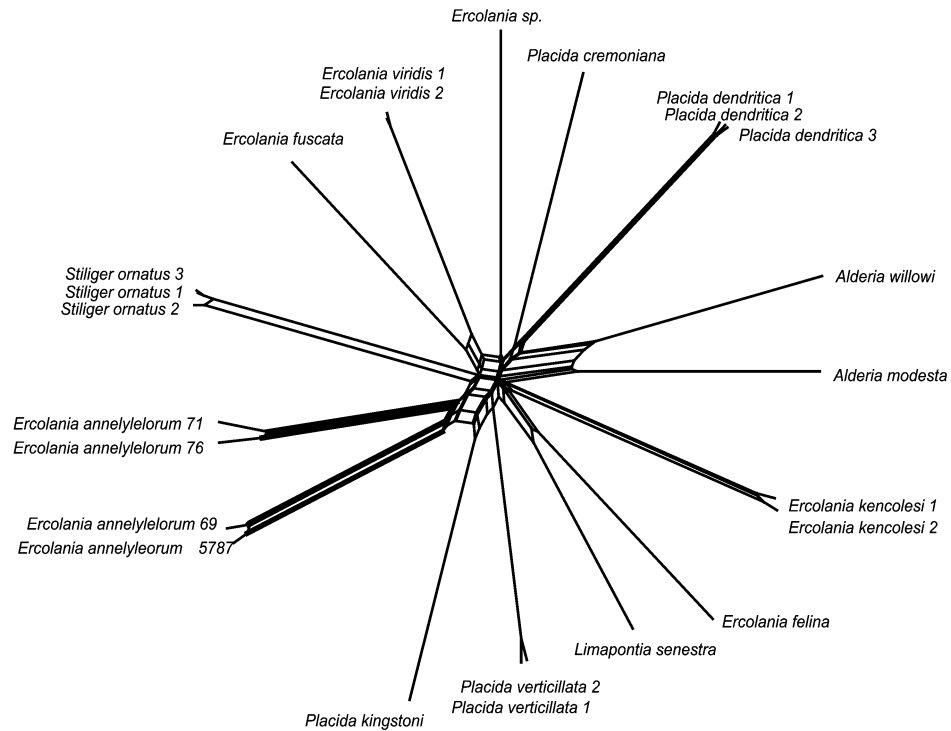 Ercolania sp.
Placida cremoniana
Ercolania viridis 1
Ercolania viridis 2
Placida dendritica 1
Placida dendritica 2
Placida dendritica 3
Ercolania fuscata
Stiliger ornatus 3
Stiliger ornatus 1
Stiliger ornatus 2
Alderia willowi
Alderia modesta
Ercolania annelylelorum 71
Ercolania annelylelorum 76
Ercolania kencolesi 1
Ercolania kencolesi 2
Ercolania annelylelorum 69
Ercolania annelyleorum 5787
Ercolania felina
Limapontia senestra
Placida verticillata 2
Placida verticillata 1
Placida kingstoni